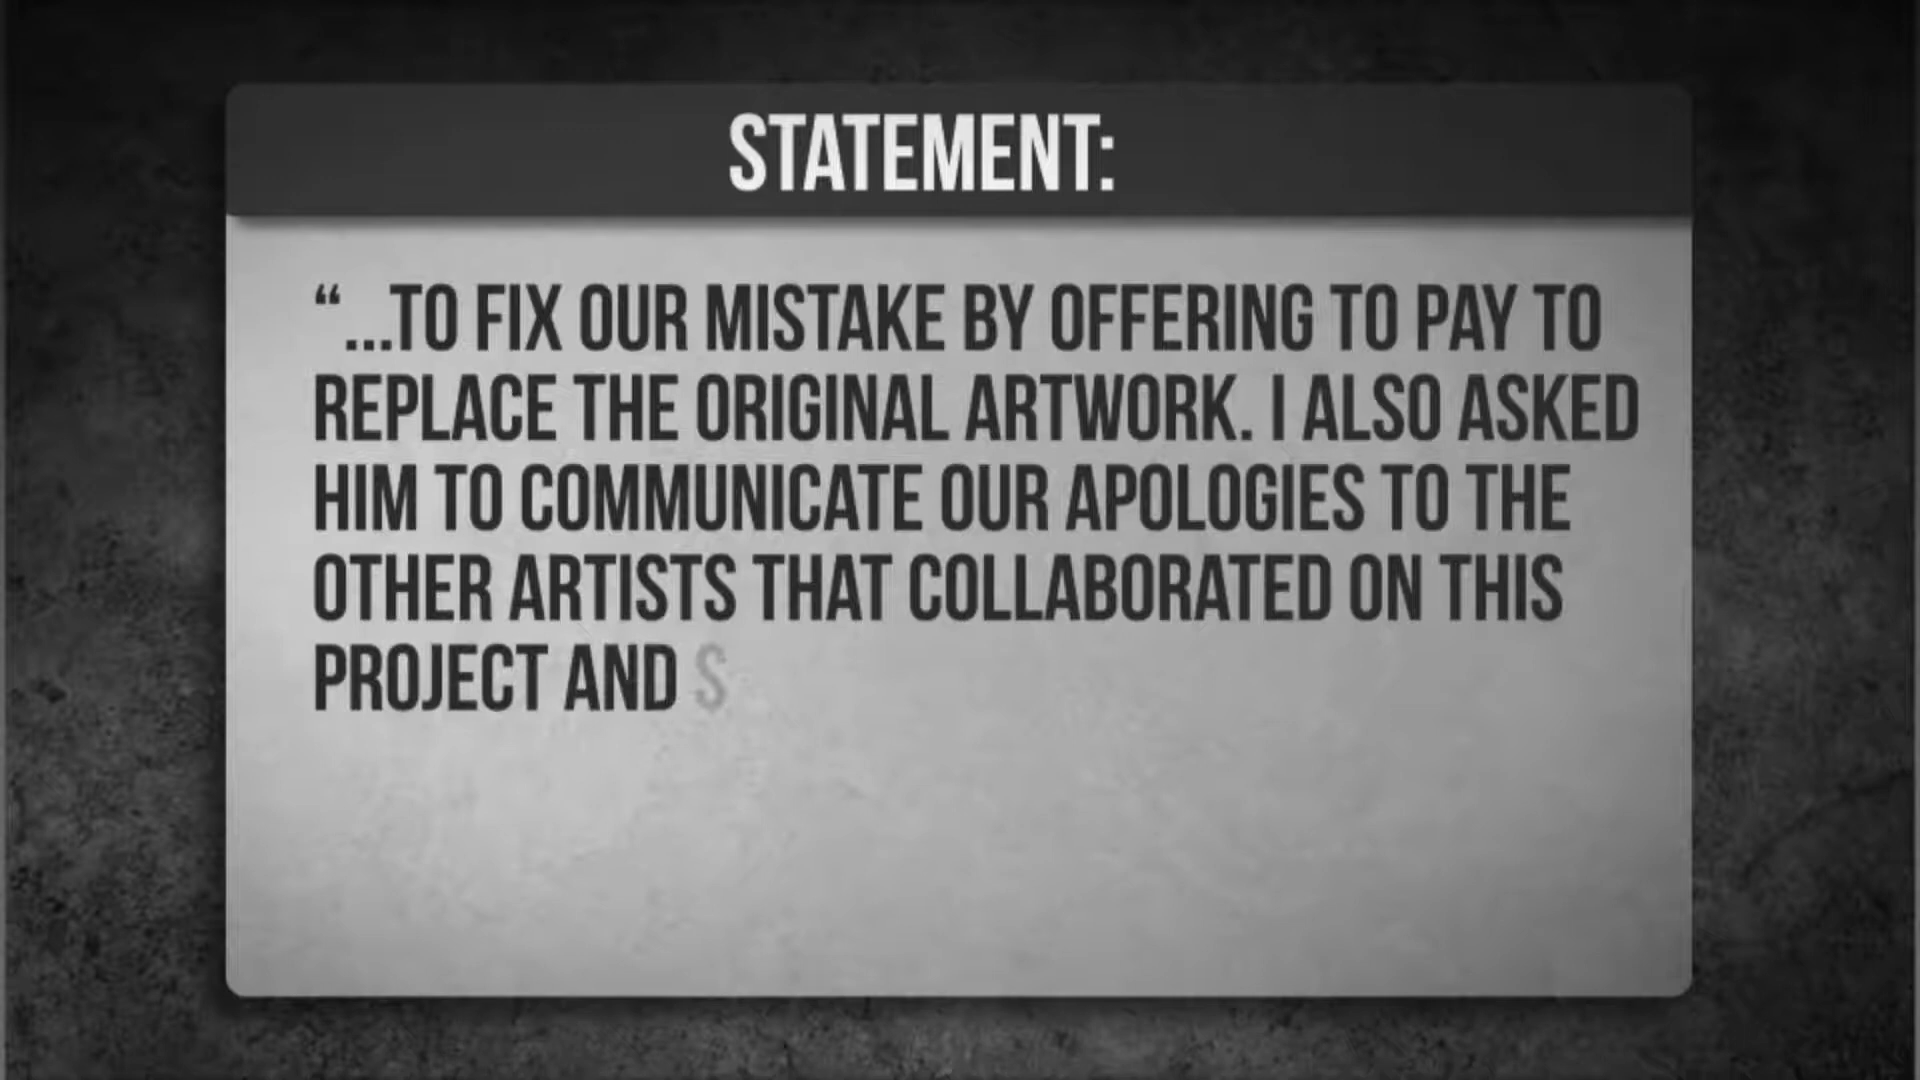 STATEMENT:
“...TO FIX OUR MISTAKE BY OFFERING TO PAY TO
REPLACE THE ORIGINAL ARTWORK. I ALSO ASKED
HIM TO COMMUNICATE OUR APOLOGIES TO THE
OTHER ARTISTS THAT COLLABORATED ON THIS
PROJECT AND S